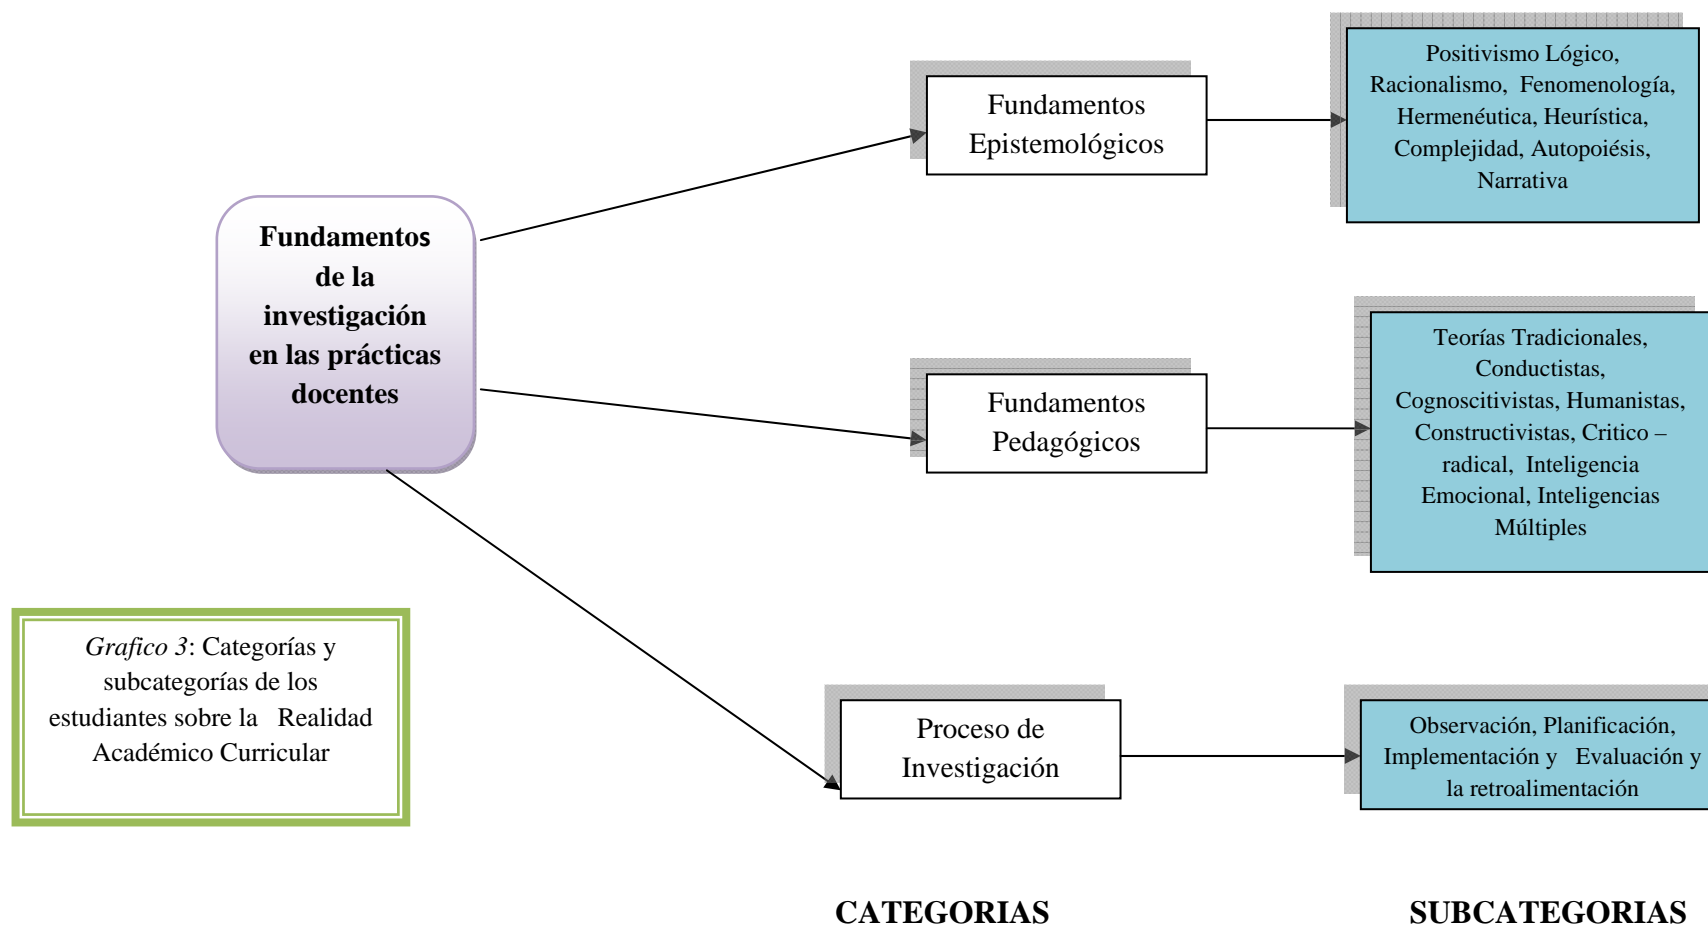 Fundamentos
de la
investigación
en las prácticas
docentes
Fundamentos
Epistemológicos
Positivismo Lógico,
Racionalismo, Fenomenología,
Hermenéutica, Heurística,
Complejidad, Autopoiésis,
Narrativa
Fundamentos
Pedagógicos
Teorías Tradicionales,
Conductistas,
Cognoscitivistas, Humanistas,
Constructivistas, Critico –
radical, Inteligencia
Emocional, Inteligencias
Múltiples
Proceso de
Investigación
Observación, Planificación,
Implementación y Evaluación y
la retroalimentación
Grafico 3: Categorías y
subcategorías de los
estudiantes sobre la Realidad
Académico Curricular
CATEGORIAS
SUBCATEGORIAS